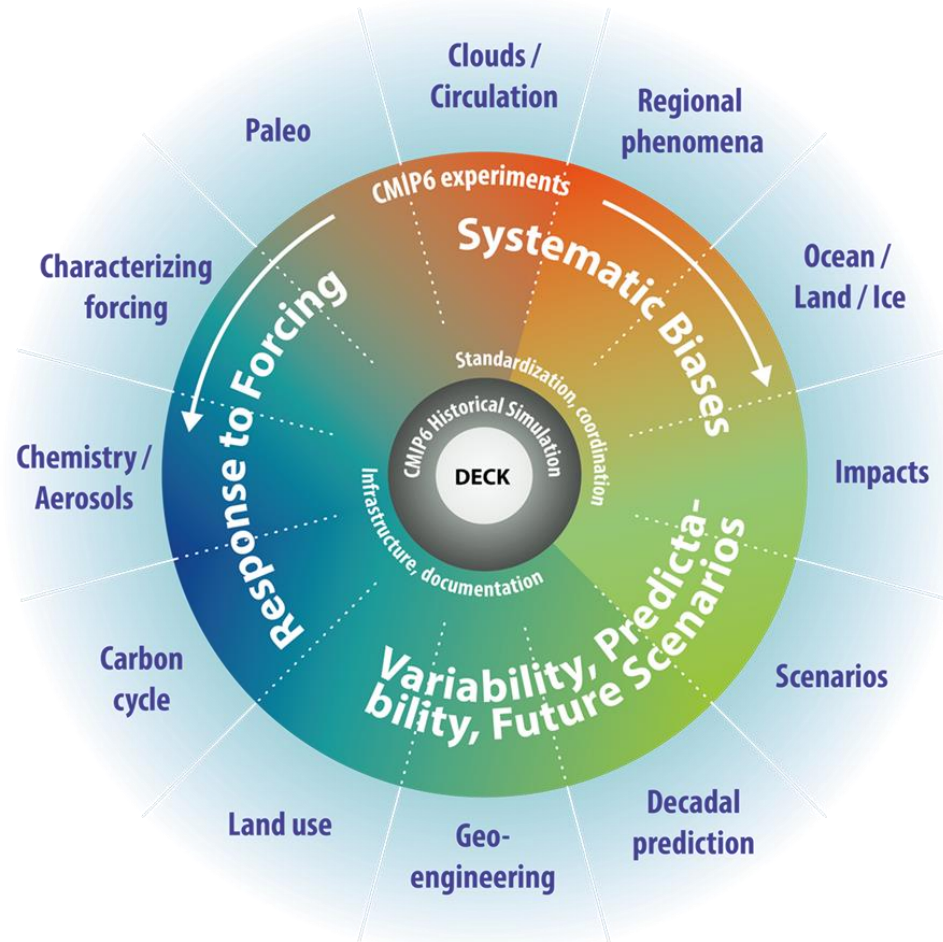 Clouds /
Circulation
Regional
phenomena
Ocean /
Land / Ice
Impacts
Scenarios
Decadal
prediction
Geo-
engineering
Land use
Carbon
cycle
Chemistry /
Aerosols
Characterizing
forcing
Paleo
CMIP6 experiments
Systematic Biases
Variability, Predicta-
bility, Future Scenarios
Response to Forcing
Standardization, coordination
Infrastructure, documentation
CMIP6 Historical Simulation
DECK